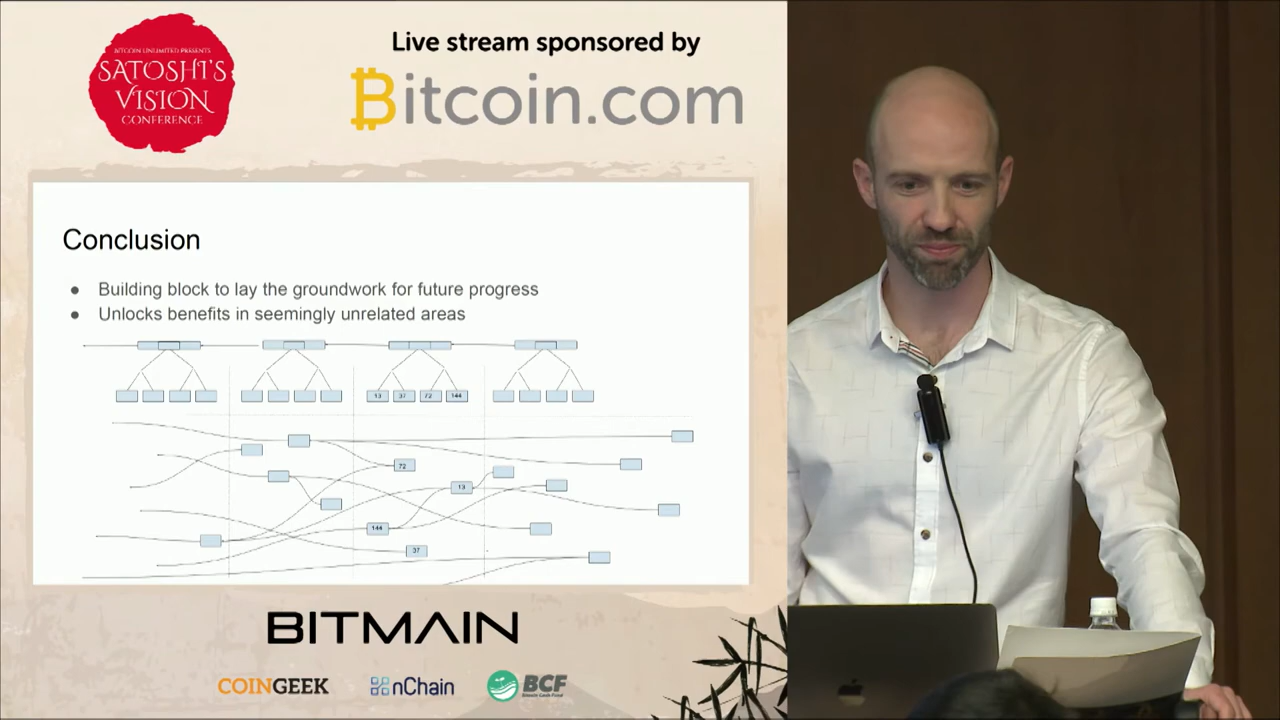 BITCOIN UNLIMITED PRESENTS
SATOSHI'S
VISION
CONFERENCE
Live stream sponsored by
Bitcoin.com
Conclusion
● Building block to lay the groundwork for future progress
● Unlocks benefits in seemingly unrelated areas
13 37 72 144
72
13
144
37
BITMAIN
COINGEEK
nChain
BCF